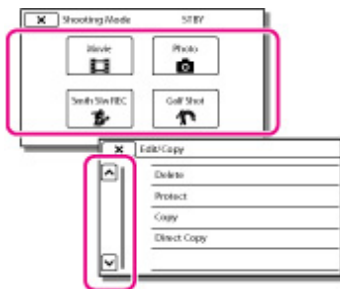 X Shooting Mode STBY
Movie Photo
Smth Slw REC Golf Shot
X Edit/Copy
Delete
Protect
Copy
Direct Copy